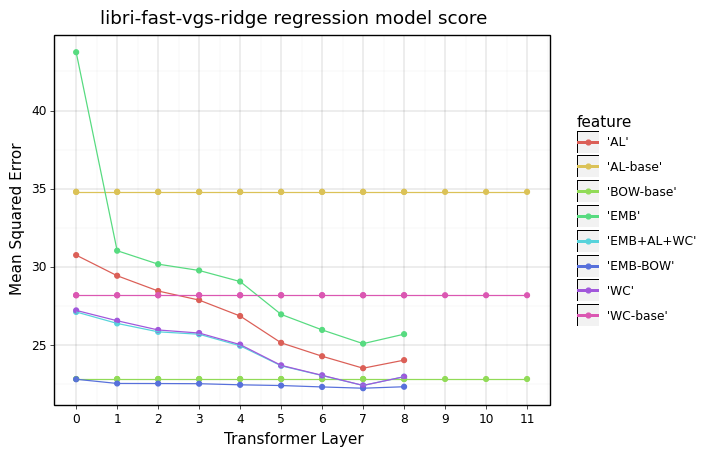 libri-fast-vgs-ridge regression model score
Mean Squared Error
40
35
30
25
0 1 2 3 4 5 6 7 8 9 10 11
Transformer Layer
feature
'AL'
'AL-base'
'BOW-base'
'EMB'
'EMB+AL+WC'
'EMB-BOW'
'WC'
'WC-base'